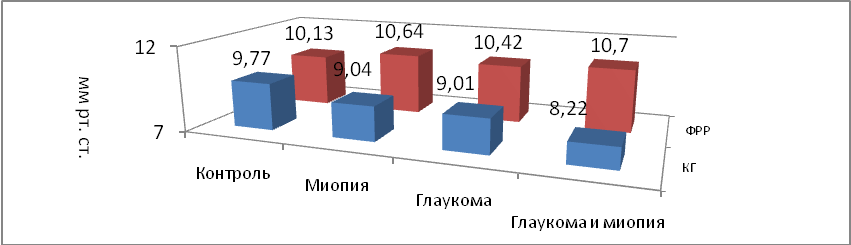 мм рт. ст.
12
7
9,77
10,13
9,04
10,64
9,01
10,42
8,22
10,7
Контроль
Миопия
Глаукома
Глаукома и миопия
ФРР
КГ